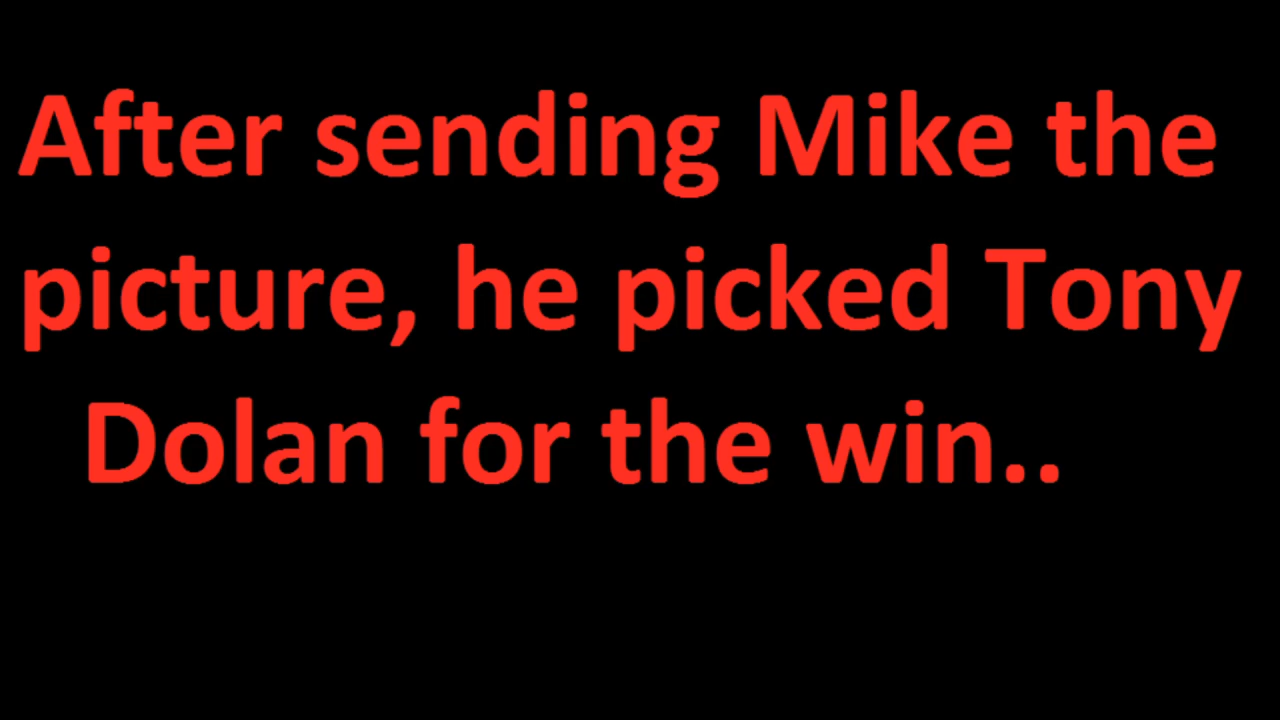 After sending Mike the
picture, he picked Tony
Dolan for the win..